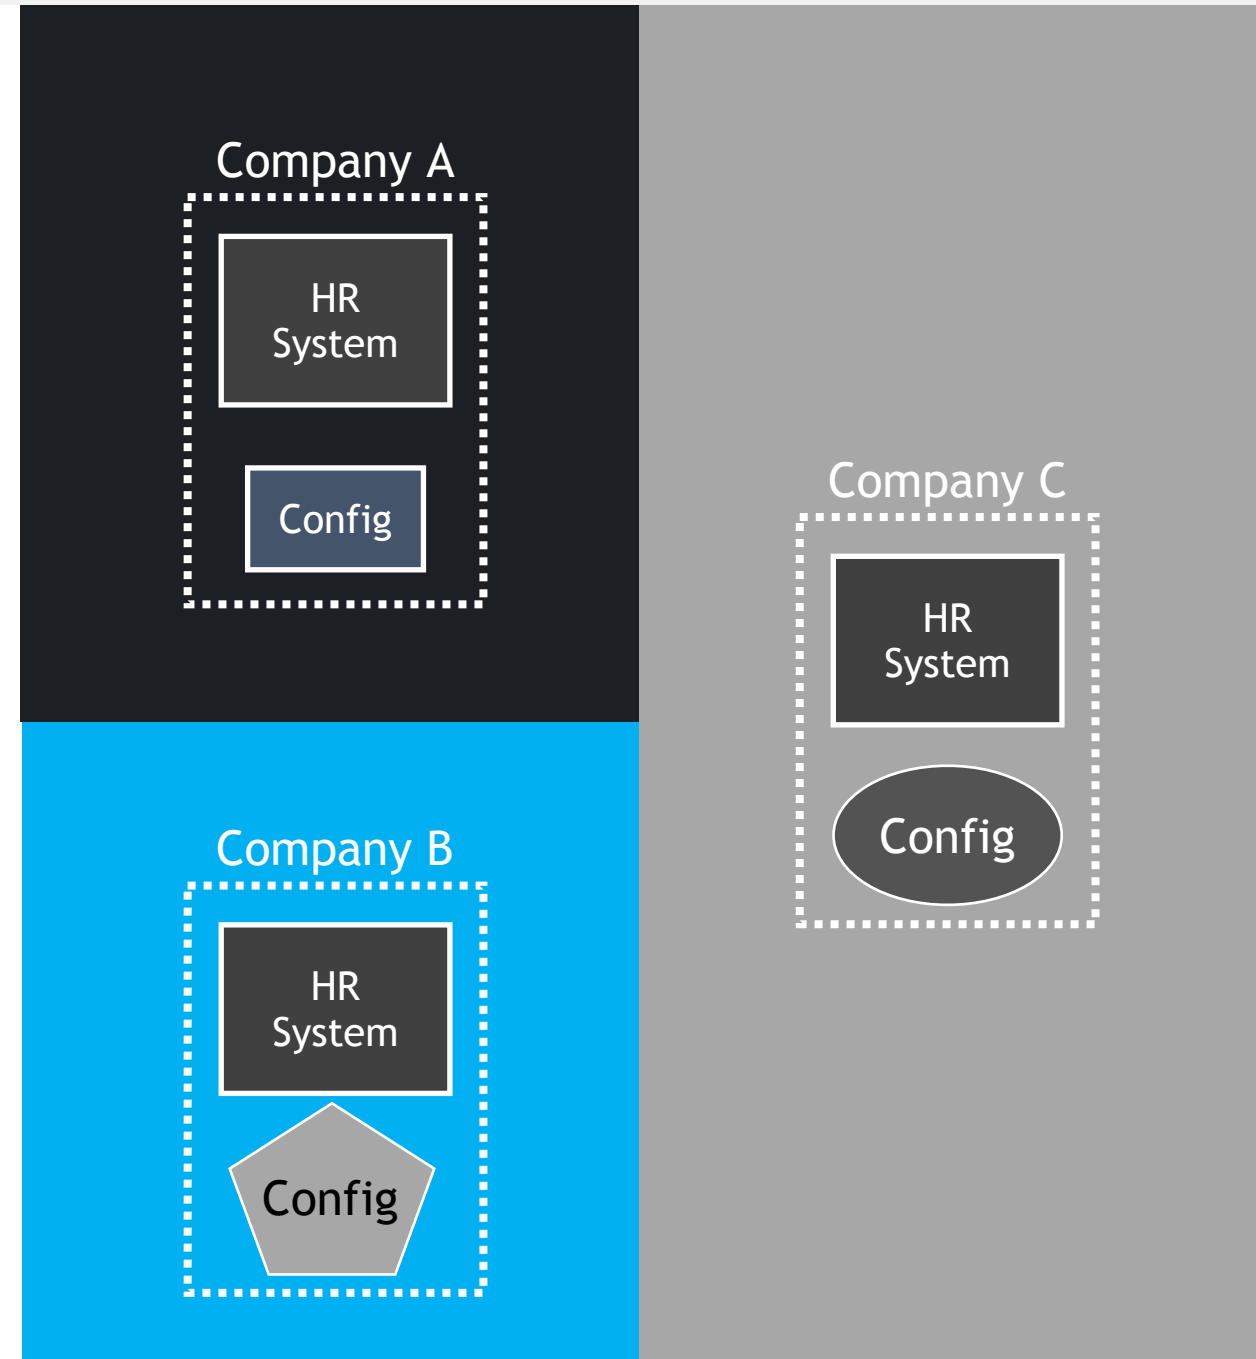 Company A
HR
System
Config
Company B
HR
System
Config
Company C
HR
System
Config